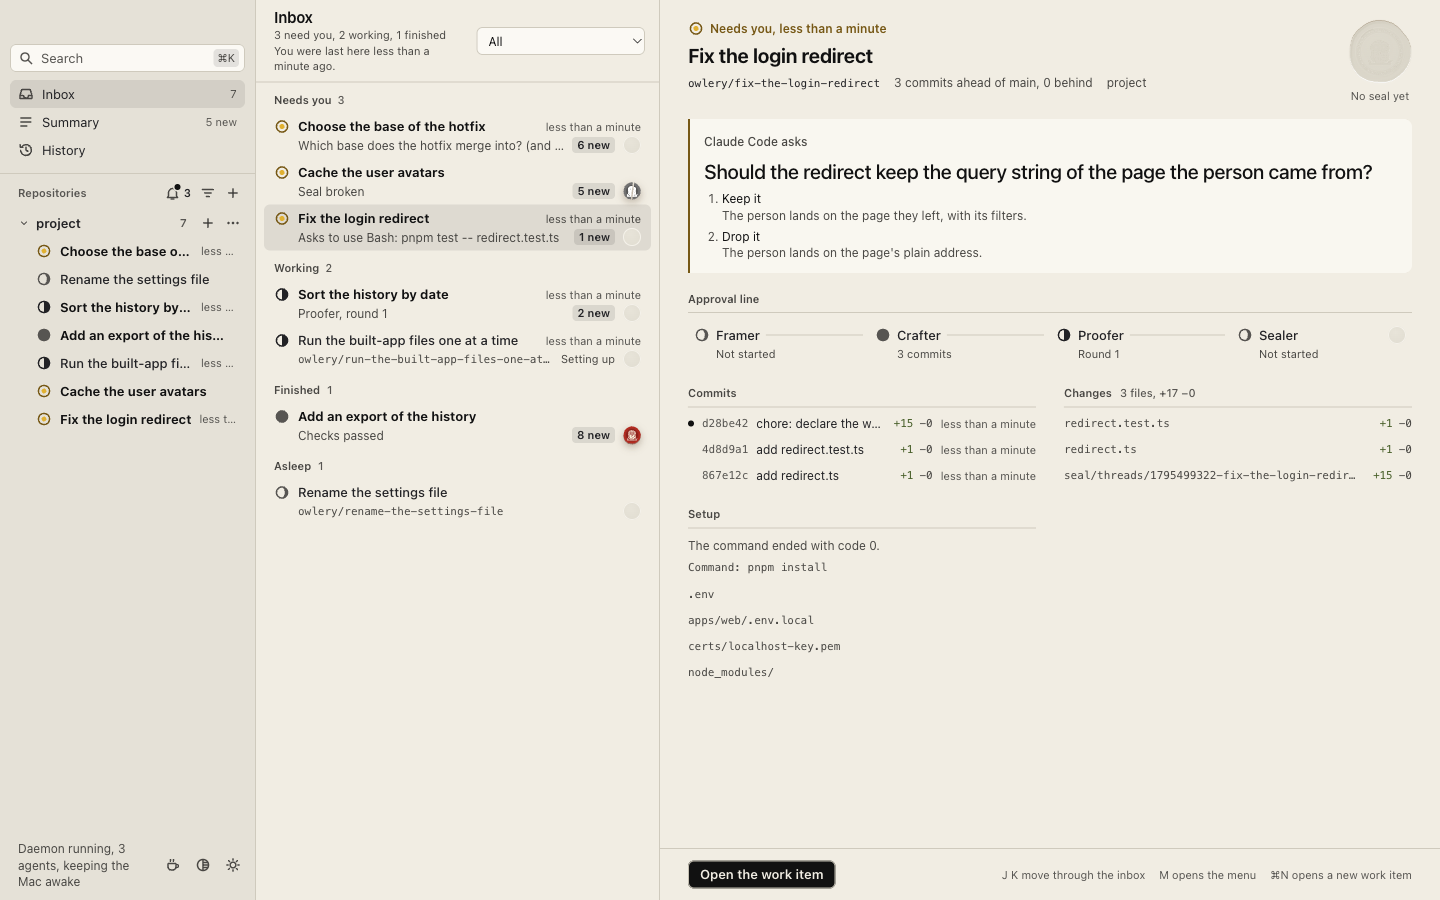 Search ⌘K
Inbox 7
Summary 5 new
History
Repositories 3
project 7
Choose the base o... less ...
Rename the settings file
Sort the history by... less ...
Add an export of the his...
Run the built-app fi... less ...
Cache the user avatars
Fix the login redirect less t...
Daemon running, 3
agents, keeping the
Mac awake
Inbox
3 need you, 2 working, 1 finished
You were last here less than a
minute ago.
All
Needs you 3
Choose the base of the hotfix less than a minute
Which base does the hotfix merge into? (and ... 6 new
Cache the user avatars
Seal broken 5 new
Fix the login redirect less than a minute
Asks to use Bash: pnpm test -- redirect.test.ts 1 new
Working 2
Sort the history by date less than a minute
Proofer, round 1 2 new
Run the built-app files one at a time less than a minute
owlery/run-the-built-app-files-one-at... Setting up
Finished 1
Add an export of the history
Checks passed 8 new
Asleep 1
Rename the settings file
owlery/rename-the-settings-file
Needs you, less than a minute
Fix the login redirect
owlery/fix-the-login-redirect 3 commits ahead of main, 0 behind project
No seal yet
Claude Code asks
Should the redirect keep the query string of the page the person came from?
1. Keep it
The person lands on the page they left, with its filters.
2. Drop it
The person lands on the page's plain address.
Approval line
Framer Crafter Proofer Sealer
Not started 3 commits Round 1 Not started
Commits
d28be42 chore: declare the w... +15 −0 less than a minute
4d8d9a1 add redirect.test.ts +1 −0 less than a minute
867e12c add redirect.ts +1 −0 less than a minute
Changes 3 files, +17 −0
redirect.test.ts +1 −0
redirect.ts +1 −0
seal/threads/1795499322-fix-the-login-redir... +15 −0
Setup
The command ended with code 0.
Command: pnpm install
.env
apps/web/.env.local
certs/localhost-key.pem
node_modules/
Open the work item
J K move through the inbox M opens the menu ⌘N opens a new work item